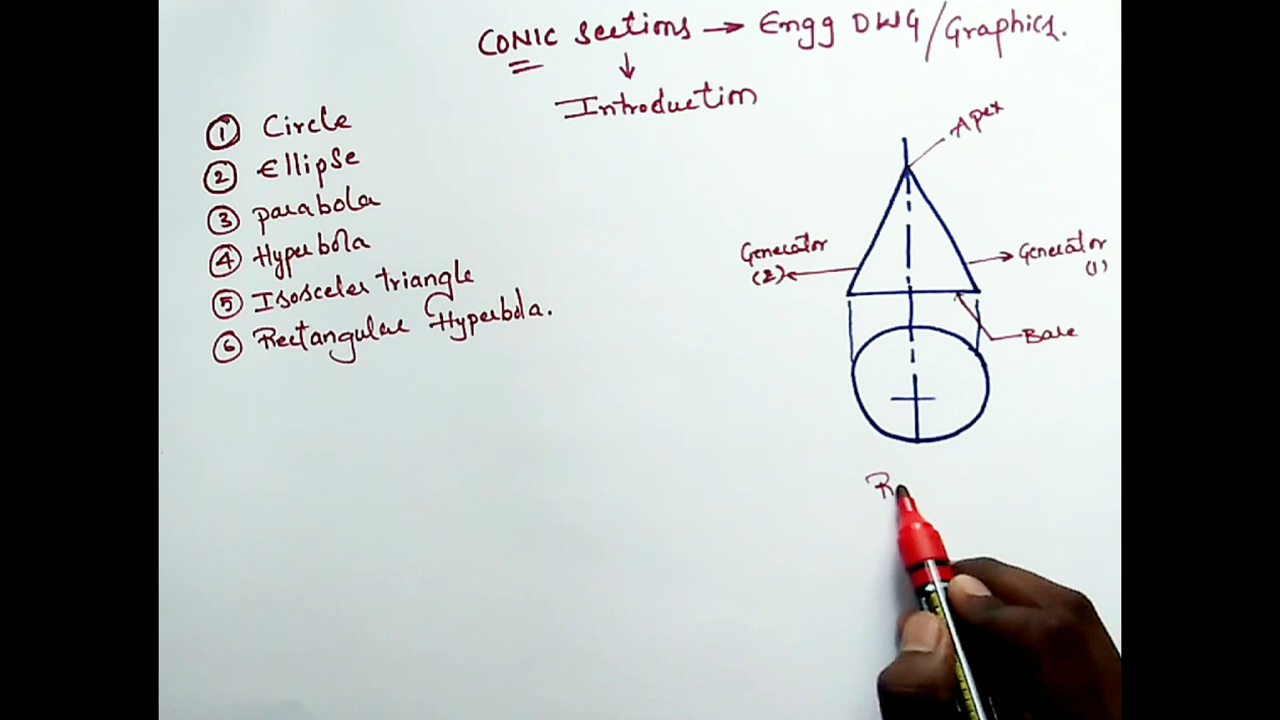 CONIC Sections → Engg DWG/Graphics.
↓
Introduction
① Circle
② Ellipse
③ parabola
④ Hyperbola
⑤ Isosceles triangle
⑥ Rectangular Hyperbola.
Apex
Generator
(2)
Generator
(1)
Base
R